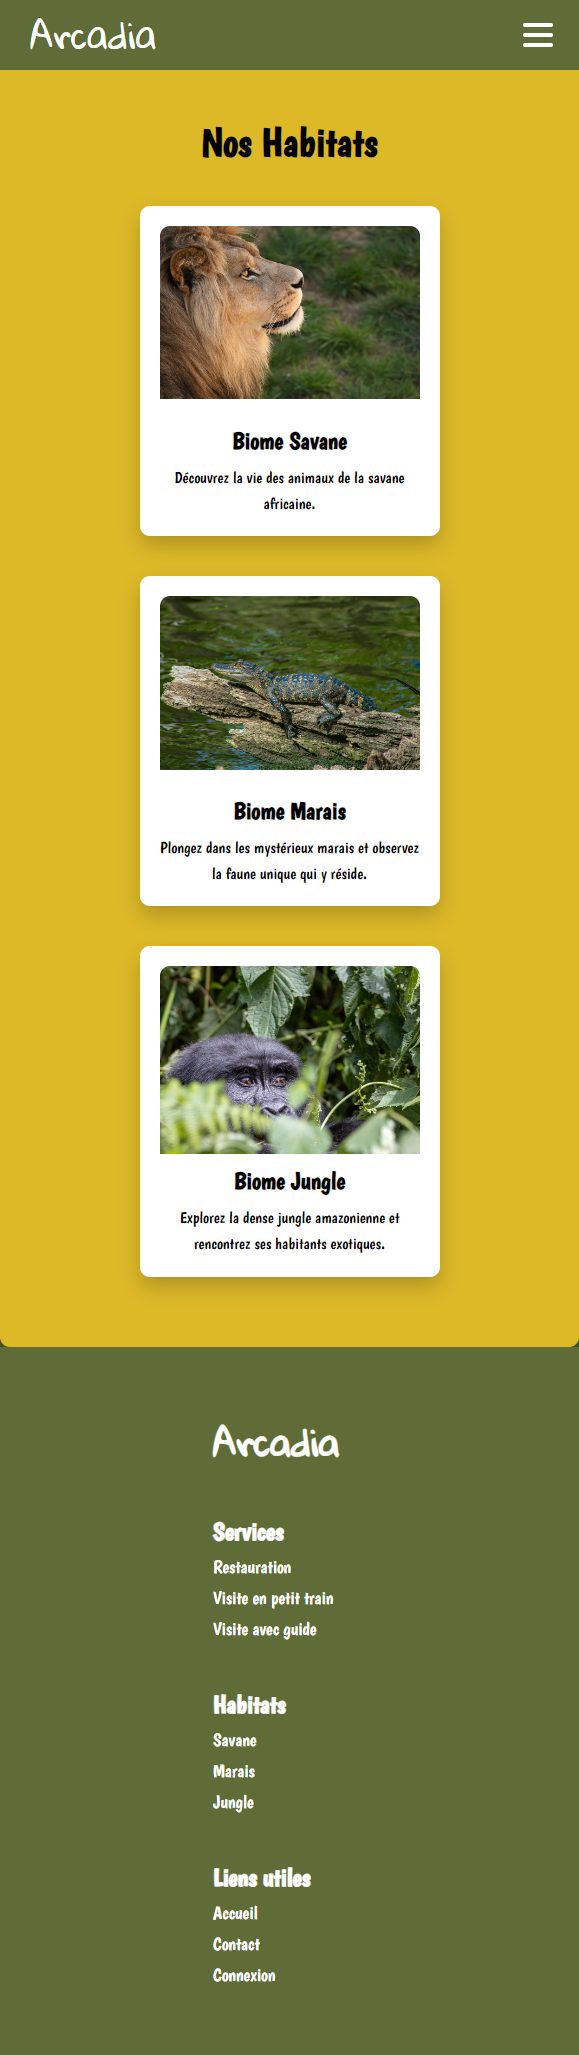 Arcadia
Nos Habitats
Biome Savane
Découvrez la vie des animaux de la savane
africaine.
Biome Marais
Plongez dans les mystérieux marais et observez
la faune unique qui y réside.
Biome Jungle
Explorez la dense jungle amazonienne et
rencontrez ses habitants exotiques.
Arcadia
Services
Restauration
Visite en petit train
Visite avec guide
Habitats
Savane
Marais
Jungle
Liens utiles
Accueil
Contact
Connexion